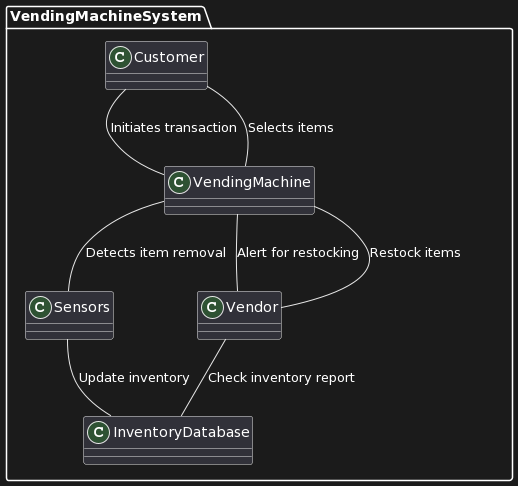 VendingMachineSystem
C Customer
Initiates transaction
Selects items
C VendingMachine
Detects item removal
Alert for restocking
Restock items
C Sensors
C Vendor
Update inventory
Check inventory report
C InventoryDatabase